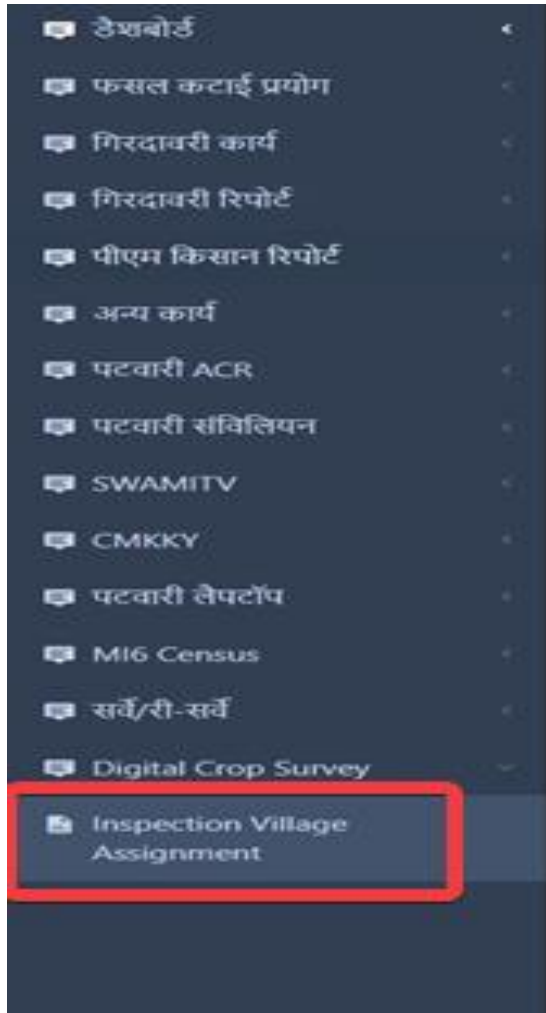 डैशबोर्ड
फसल कटाई प्रयोग
गिरदावरी कार्य
गिरदावरी रिपोर्ट
पीएम किसान रिपोर्ट
अन्य कार्य
पटवारी ACR
पटवारी संविलियन
SWAMITV
CMKKY
पटवारी लैपटॉप
MI6 Census
सर्वे/री-सर्वे
Digital Crop Survey
Inspection Village
Assignment